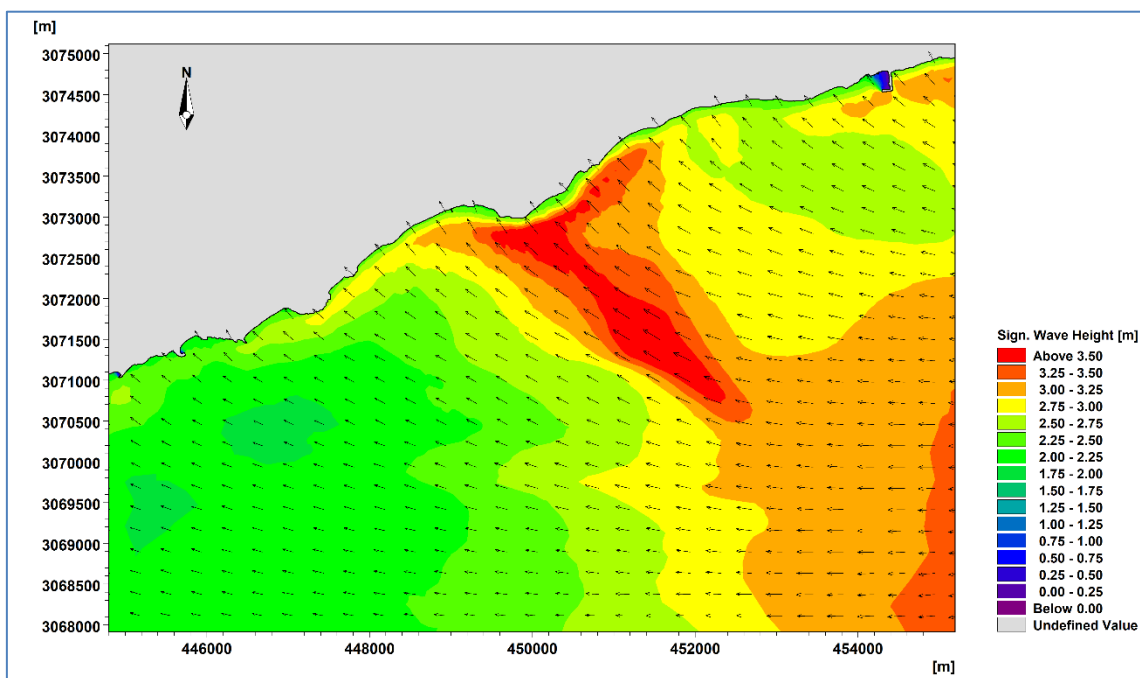 [m]
3075000
N
3074500
3074000
3073500
3073000
3072500
3072000
3071500
3071000
3070500
3070000
3069500
3069000
3068500
3068000
446000 448000 450000 452000 454000
[m]
Sign. Wave Height [m]
Above 3.50
3.25 - 3.50
3.00 - 3.25
2.75 - 3.00
2.50 - 2.75
2.25 - 2.50
2.00 - 2.25
1.75 - 2.00
1.50 - 1.75
1.25 - 1.50
1.00 - 1.25
0.75 - 1.00
0.50 - 0.75
0.25 - 0.50
0.00 - 0.25
Below 0.00
Undefined Value